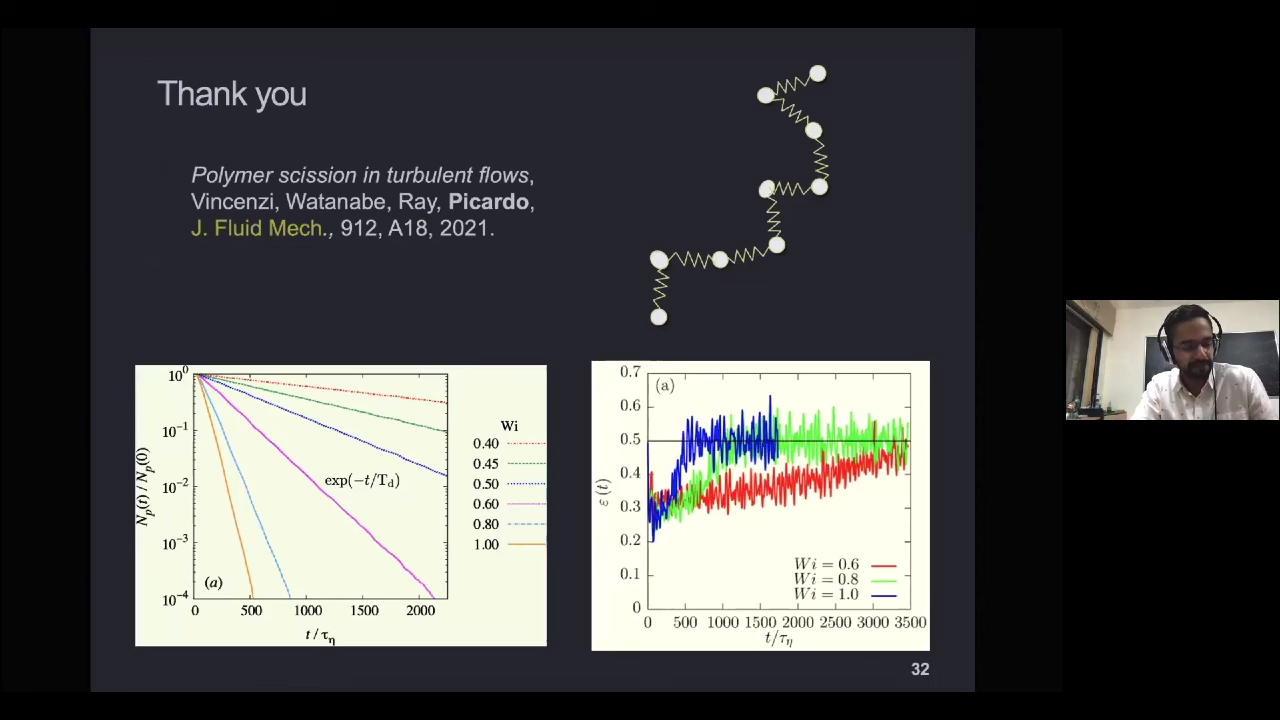 Thank you
Polymer scission in turbulent flows,
Vincenzi, Watanabe, Ray, Picardo,
J. Fluid Mech., 912, A18, 2021.
10^0
10^-1
10^-2
10^-3
10^-4
N_p(t) / N_p(0)
exp(−t/T_d)
(a)
0 500 1000 1500 2000
t / τ_η
Wi
0.40
0.45
0.50
0.60
0.80
1.00
0.7
0.6
0.5
0.4
0.3
0.2
0.1
0
(a)
ε(t)
Wi = 0.6
Wi = 0.8
Wi = 1.0
0 500 1000 1500 2000 2500 3000 3500
t/τ_η
32